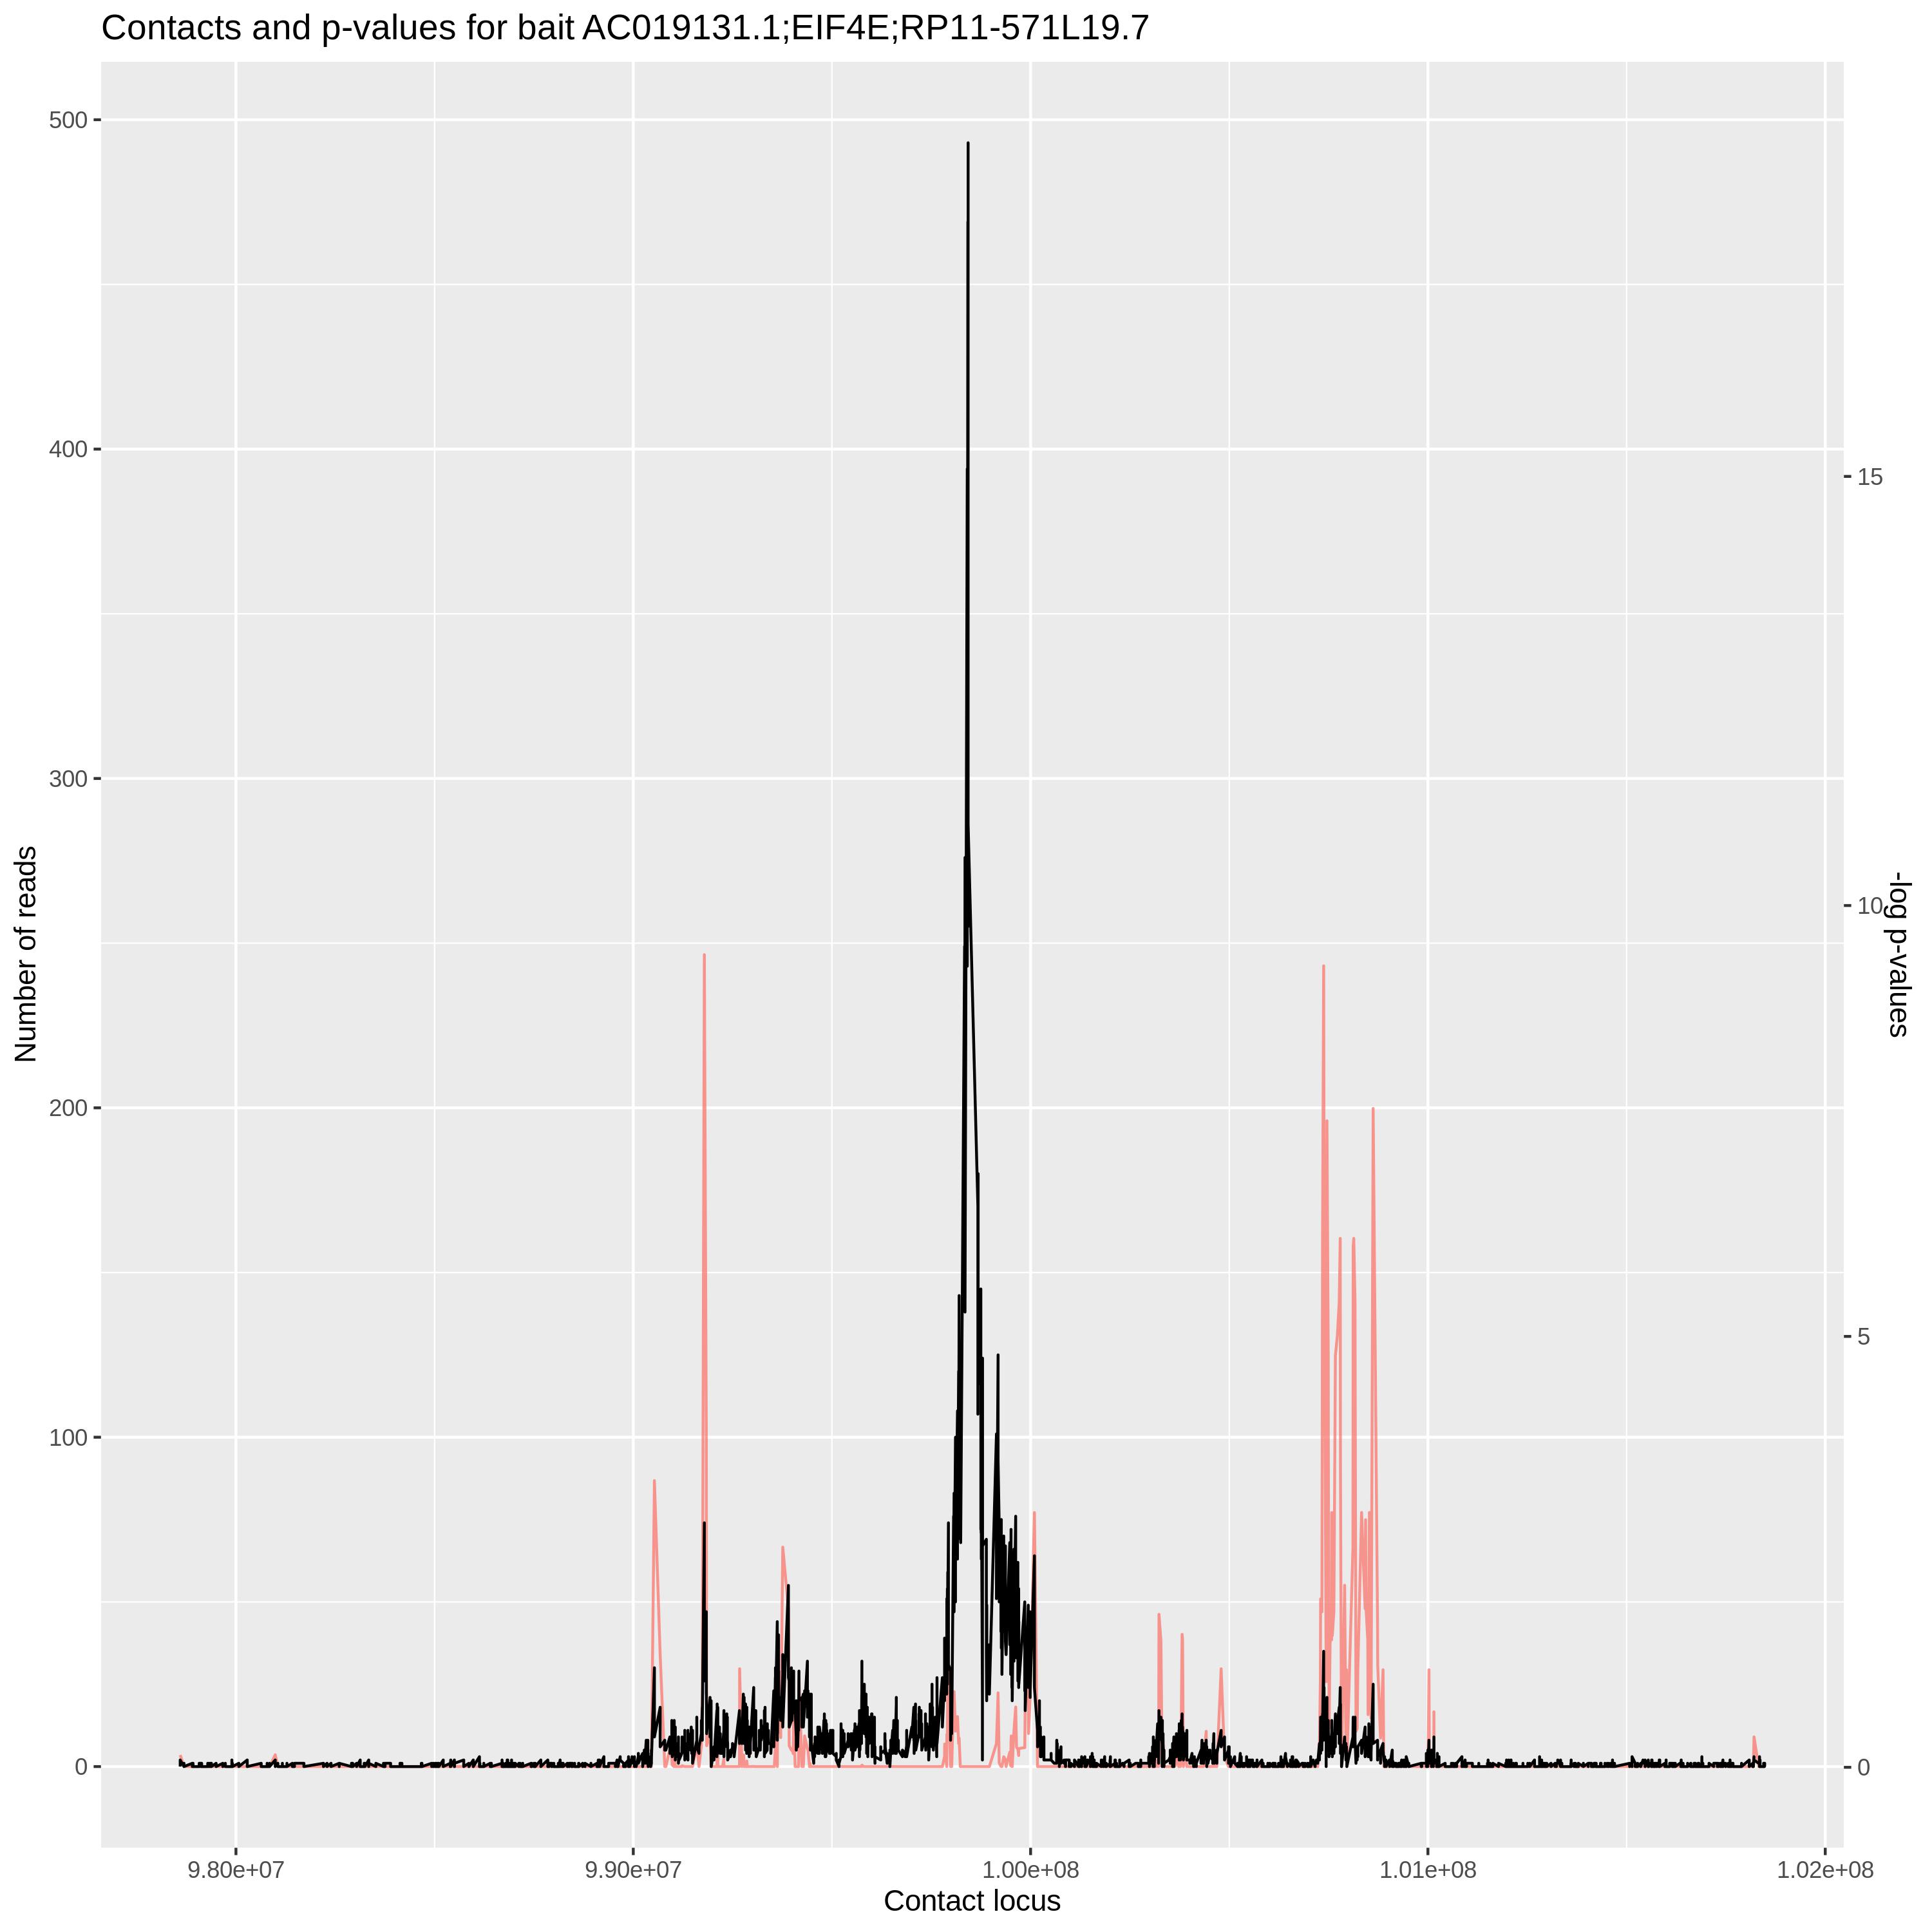 Contacts and p-values for bait AC019131.1;EIF4E;RP11-571L19.7
500
400
300
200
100
0
Number of reads
15
10
5
0
-log p-values
9.80e+07
9.90e+07
1.00e+08
1.01e+08
1.02e+08
Contact locus